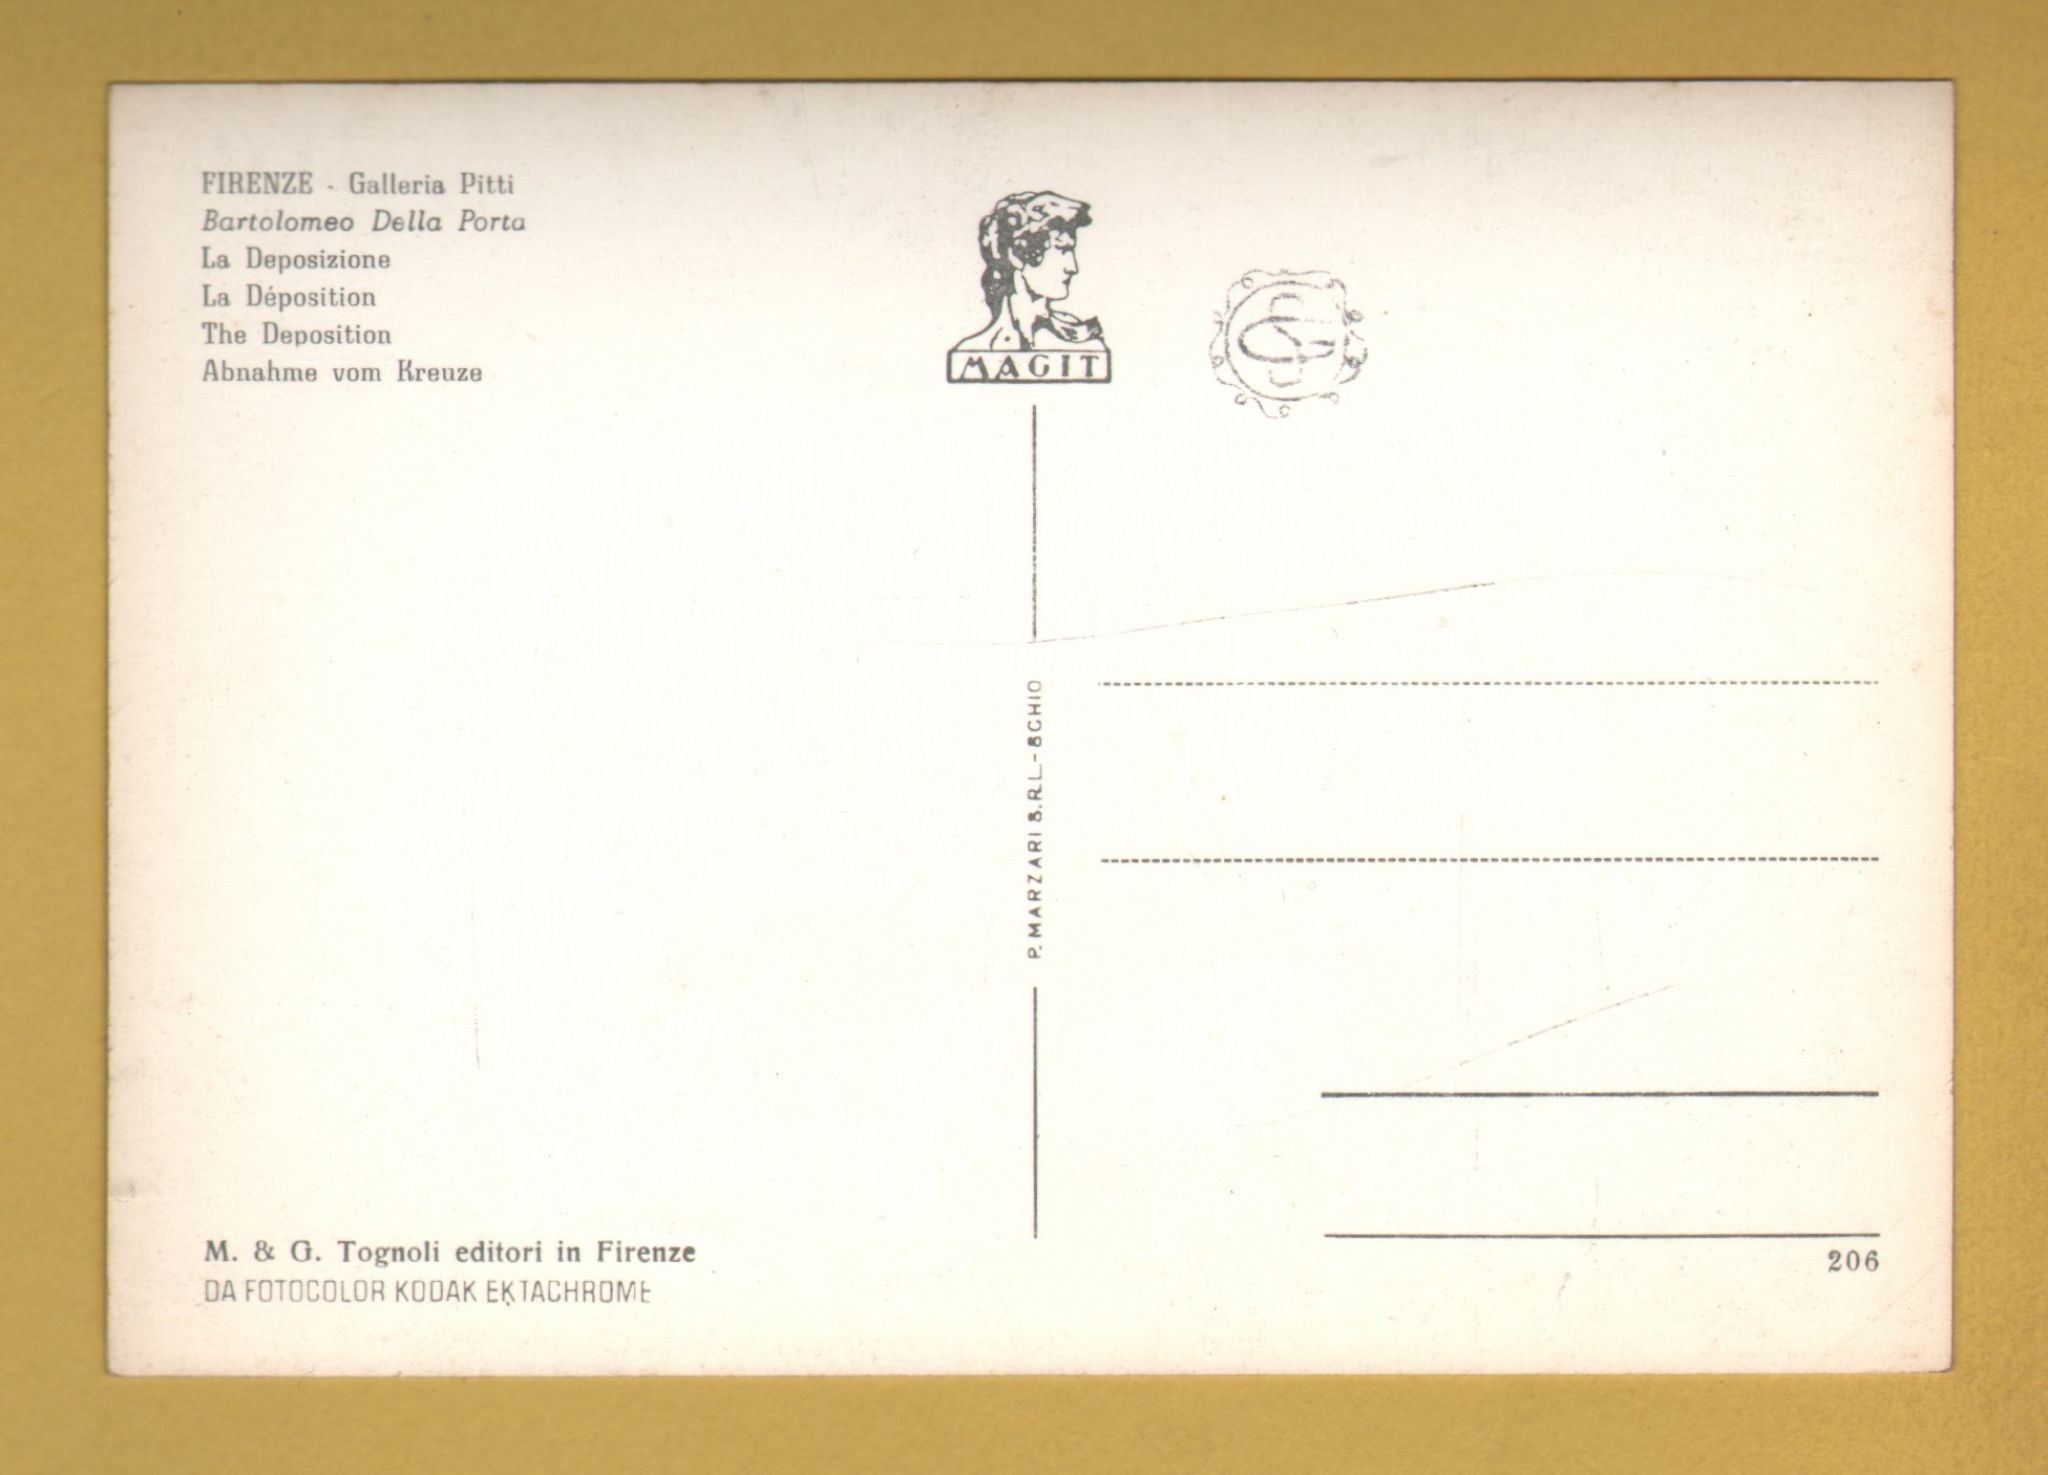 FIRENZE - Galleria Pitti
Bartolomeo Della Porta
La Deposizione
La Déposition
The Deposition
Abnahme vom Kreuze
MAGIT
P. MARZARI S.R.L. - SCHIO
M. & G. Tognoli editori in Firenze
DA FOTOCOLOR KODAK EKTACHROME
206